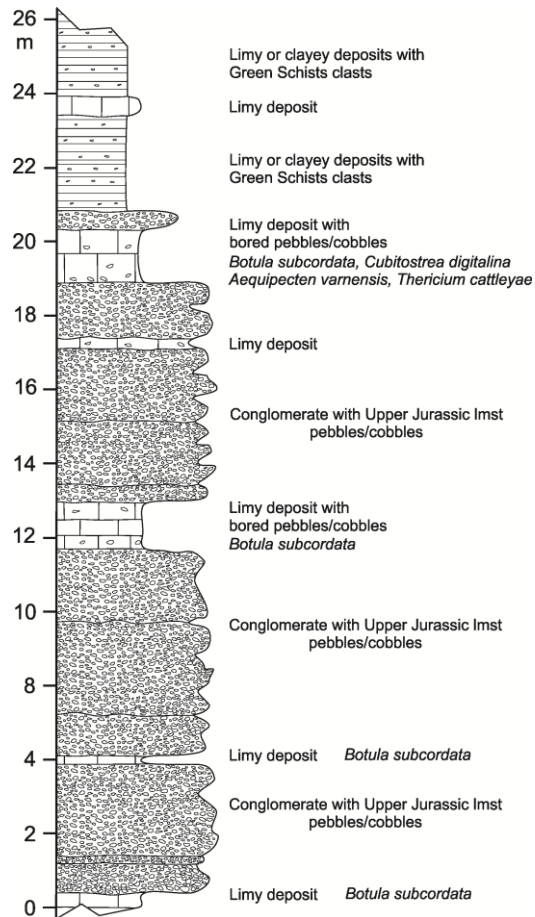 26
m
Limy or clayey deposits with
Green Schists clasts
24
Limy deposit
22
Limy or clayey deposits with
Green Schists clasts
20
Limy deposit with
bored pebbles/cobbles
Botula subcordata, Cubitostrea digitalina
Aequipecten varnensis, Thericium cattleyae
18
Limy deposit
16
Conglomerate with Upper Jurassic lmst
pebbles/cobbles
14
Limy deposit with
bored pebbles/cobbles
12
Botula subcordata
10
Conglomerate with Upper Jurassic lmst
pebbles/cobbles
8
4
Limy deposit Botula subcordata
Conglomerate with Upper Jurassic lmst
pebbles/cobbles
2
Limy deposit Botula subcordata
0